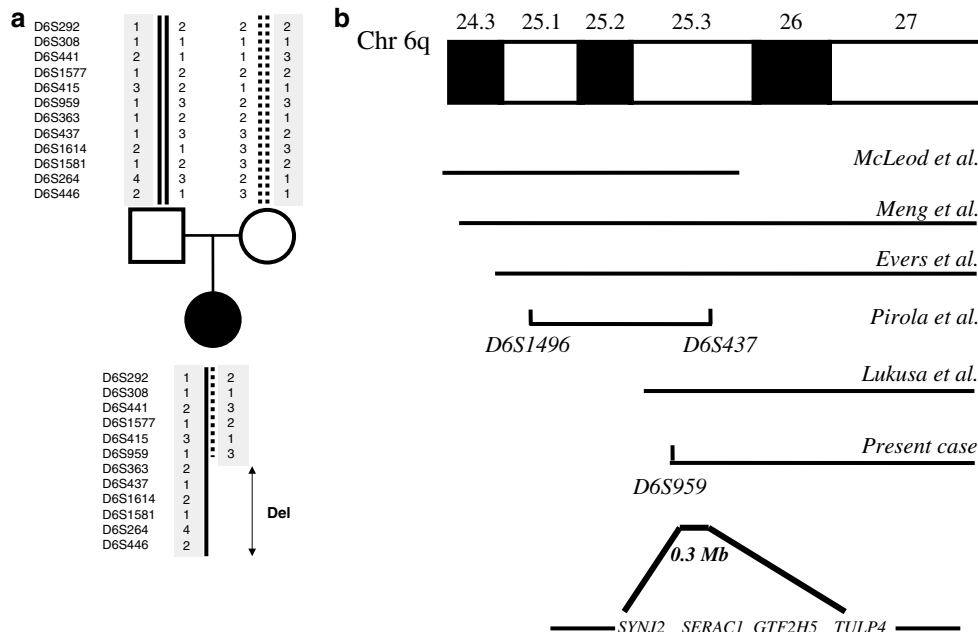 a
D6S292 1 2 2 2
D6S308 1 1 1 1
D6S441 2 1 1 3
D6S1577 1 2 2 2
D6S415 3 2 1 1
D6S959 1 3 2 3
D6S363 1 2 2 1
D6S437 1 3 3 2
D6S1614 2 1 3 3
D6S1581 1 2 3 2
D6S264 4 3 2 1
D6S446 2 1 3 1
D6S292 1 2
D6S308 1 1
D6S441 2 3
D6S1577 1 2
D6S415 3 1
D6S959 1 3
D6S363 2
D6S437 1
D6S1614 2
D6S1581 1
D6S264 4
D6S446 2
Del
b
24.3 25.1 25.2 25.3 26 27
Chr 6q
McLeod et al.
Meng et al.
Evers et al.
Pirola et al.
D6S1496 D6S437
Lukusa et al.
Present case
D6S959
0.3 Mb
SYNJ2 SERAC1 GTF2H5 TULP4